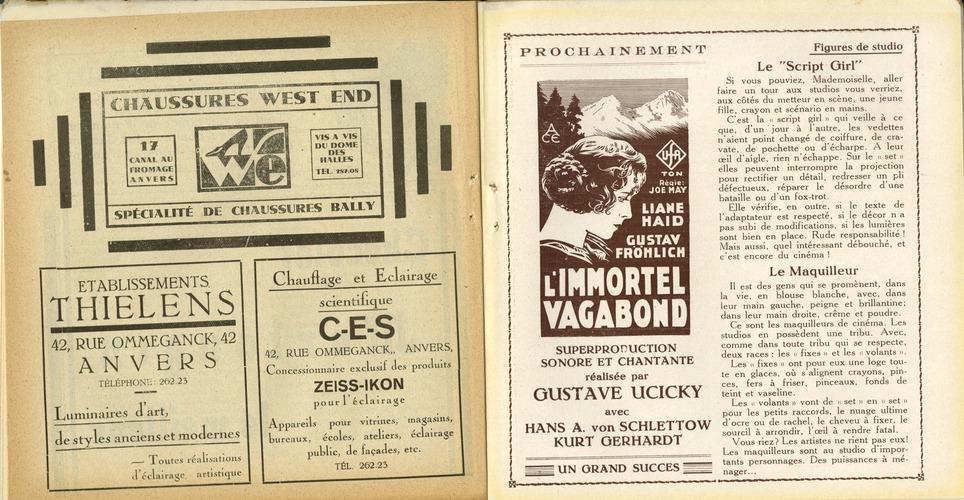 CHAUSSURES WEST END
17
CANAL AU
FROMAGE
ANVERS
We
VIS A VIS
DU DOME
DES
HALLES
TEL. 257.05
SPÉCIALITÉ DE CHAUSSURES BALLY
ETABLISSEMENTS
THIELENS
42, RUE OMMEGANCK, 42
ANVERS
TÉLÉPHONE: 262.23
Luminaires d'art,
de styles anciens et modernes
— Toutes réalisations
d'éclairage artistique
Chauffage et Eclairage
scientifique
C-E-S
42, RUE OMMEGANCK,, ANVERS,
Concessionnaire exclusif des produits
ZEISS-IKON
pour l'éclairage
Appareils pour vitrines, magasins,
bureaux, écoles, ateliers, éclairage
public, de façades, etc.
TÉL. 262.23
PROCHAINEMENT
ACE
UFA
TON
Régie:
JOE MAY
LIANE
HAID
GUSTAV
FRÖHLICH
L'IMMORTEL
VAGABOND
SUPERPRODUCTION
SONORE ET CHANTANTE
réalisée par
GUSTAVE UCICKY
avec
HANS A. von SCHLETTOW
KURT GERHARDT
UN GRAND SUCCES
Figures de studio
Le "Script Girl"
Si vous pouviez, Mademoiselle, aller
faire un tour aux studios vous verriez,
aux côtés du metteur en scène, une jeune
fille, crayon et scénario en mains.
C'est la « script girl » qui veille à ce
que, d'un jour à l'autre, les vedettes
n'aient point changé de coiffure, de cra-
vate, de pochette ou d'écharpe. A leur
œil d'aigle, rien n'échappe. Sur le « set »
elles peuvent interrompre la projection
pour rectifier un détail, redresser un pli
défectueux, réparer le désordre d'une
bataille ou d'un fox-trot.
Elle vérifie, en outre, si le texte de
l'adaptateur est respecté, si le décor n a
pas subi de modifications, si les lumières
sont bien en place. Rude responsabilité !
Mais aussi, quel intéressant débouché, et
c'est encore du cinéma !
Le Maquilleur
Il est des gens qui se promènent, dans
la vie, en blouse blanche, avec, dans
leur main gauche, peigne et brillantine;
dans leur main droite, crême et poudre.
Ce sont les maquilleurs de cinéma. Les
studios en possèdent une tribu. Avec,
comme dans toute tribu qui se respecte,
deux races : les « fixes » et les « volants ».
Les « fixes » ont pour eux une loge tou-
te en glaces, où s'alignent crayons, pin-
ces, fers à friser, pinceaux, fonds de
teint et vaseline.
Les « volants » vont de « set » en « set »
pour les petits raccords, le nuage ultime
d'ocre ou de rachel, le cheveu à fixer, le
sourcil à arrondir, l'œil à rendre fatal.
Vous riez? Les artistes ne rient pas eux!
Les maquilleurs sont au studio d'impor-
tants personnages. Des puissances à mé-
nager...